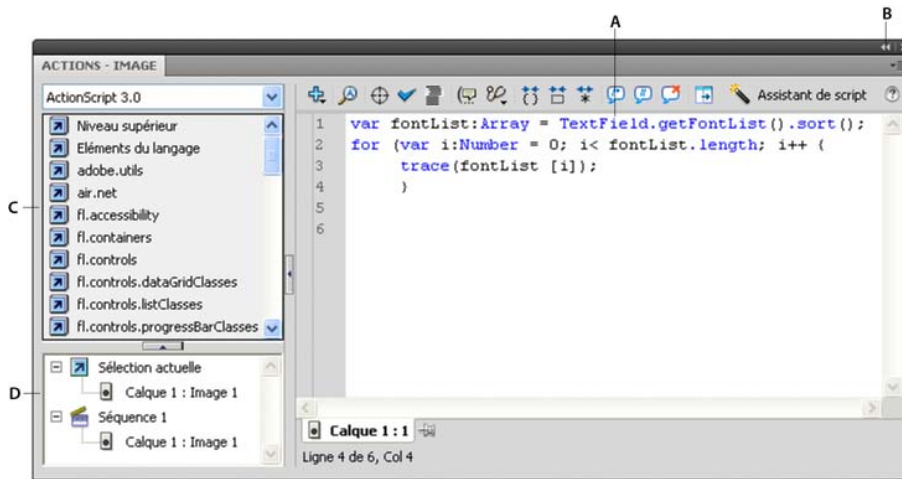 A
B
ACTIONS - IMAGE
ActionScript 3.0
Assistant de script
Niveau supérieur
Eléments du langage
adobe.utils
air.net
fl.accessibility
fl.containers
fl.controls
fl.controls.dataGridClasses
fl.controls.listClasses
fl.controls.progressBarClasses
C
1 var fontList:Array = TextField.getFontList().sort();
2 for (var i:Number = 0; i< fontList.length; i++ {
3 trace(fontList [i]);
4 }
5
6
D
Sélection actuelle
Calque 1 : Image 1
Séquence 1
Calque 1 : Image 1
Calque 1 : 1
Ligne 4 de 6, Col 4